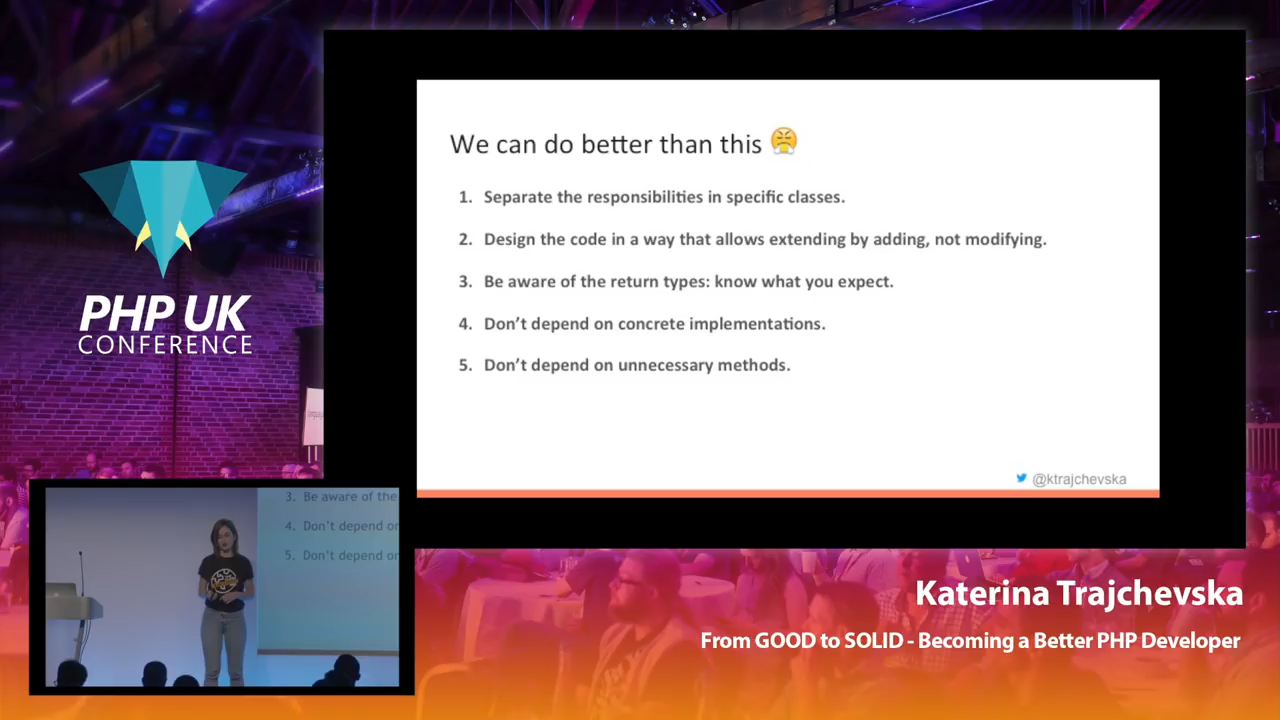 We can do better than this
1. Separate the responsibilities in specific classes.
2. Design the code in a way that allows extending by adding, not modifying.
3. Be aware of the return types: know what you expect.
4. Don’t depend on concrete implementations.
5. Don’t depend on unnecessary methods.
@ktrajchevska
PHP UK
CONFERENCE
3. Be aware of the
4. Don’t depend or
5. Don’t depend or
Katerina Trajchevska
From GOOD to SOLID - Becoming a Better PHP Developer